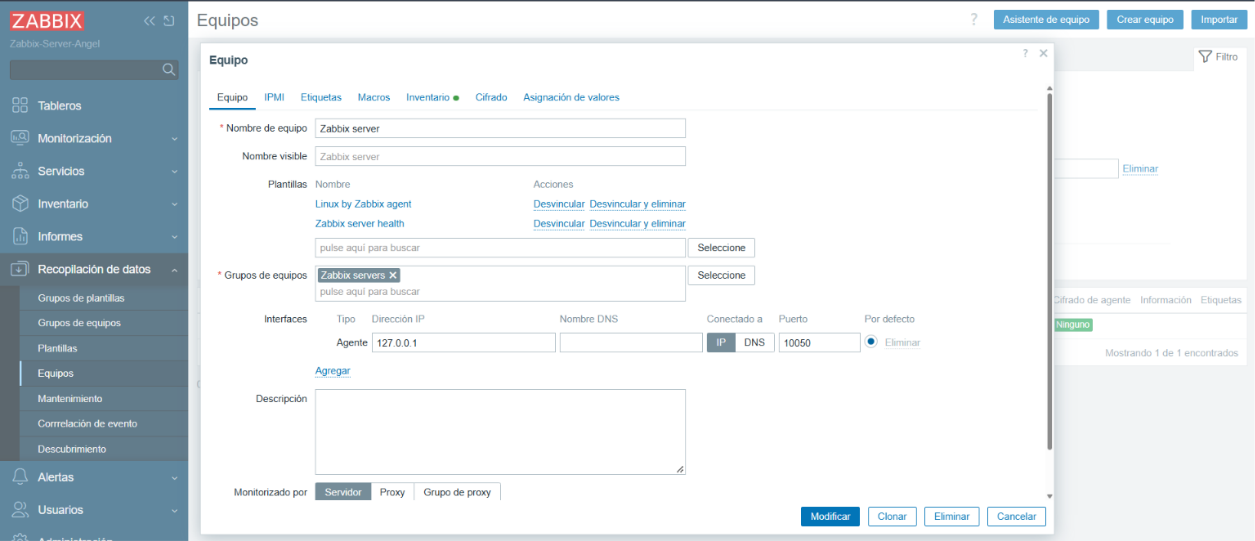 ZABBIX
Zabbix-Server-Angel
Tableros
Monitorización
Servicios
Inventario
Informes
Recopilación de datos
Grupos de plantillas
Grupos de equipos
Plantillas
Equipos
Mantenimiento
Corrrelación de evento
Descubrimiento
Alertas
Usuarios
Administración
Equipos
? Asistente de equipo Crear equipo Importar
Filtro
Equipo
?
Equipo IPMI Etiquetas Macros Inventario Cifrado Asignación de valores
* Nombre de equipo Zabbix server
Nombre visible Zabbix server
Plantillas Nombre Acciones
Linux by Zabbix agent Desvincular Desvincular y eliminar
Zabbix server health Desvincular Desvincular y eliminar
pulse aquí para buscar Seleccione
* Grupos de equipos Zabbix servers Seleccione
pulse aquí para buscar
Interfaces Tipo Dirección IP Nombre DNS Conectado a Puerto Por defecto
Agente 127.0.0.1 IP DNS 10050 Eliminar
Agregar
Descripción
Monitorizado por Servidor Proxy Grupo de proxy
Modificar Clonar Eliminar Cancelar
Eliminar
Cifrado de agente Información Etiquetas
Ninguno
Mostrando 1 de 1 encontrados